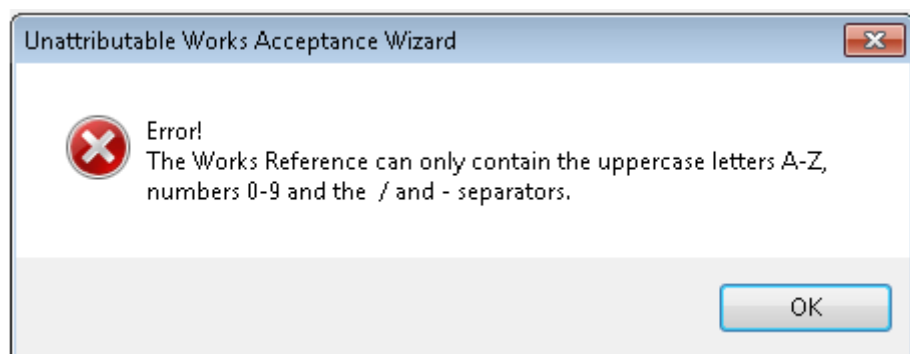 Unattributable Works Acceptance Wizard
Error!
The Works Reference can only contain the uppercase letters A-Z,
numbers 0-9 and the / and - separators.
OK